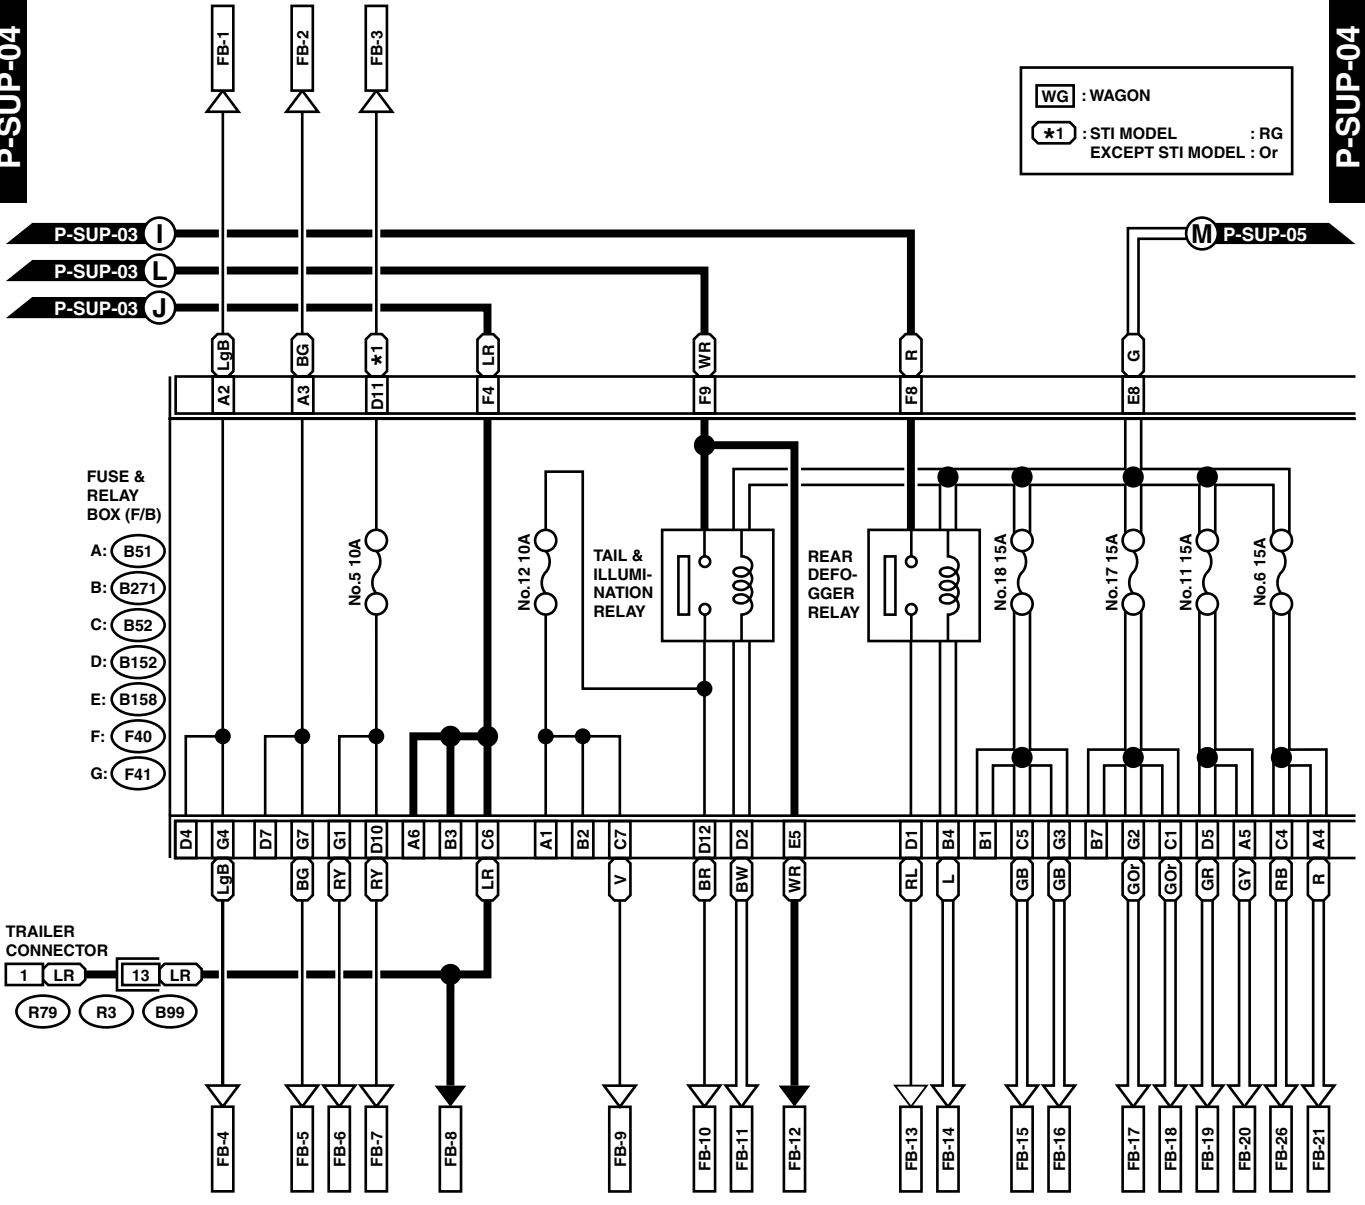 P-SUP-04
P-SUP-04
FB-1
FB-2
FB-3
WG : WAGON
*1 : STI MODEL : RG
EXCEPT STI MODEL : Or
P-SUP-03 I
P-SUP-03 L
P-SUP-03 J
M P-SUP-05
LgB
BG
*1
LR
WR
R
G
A2
A3
D11
F4
F9
F8
E8
FUSE &
RELAY
BOX (F/B)
A: B51
B: B271
C: B52
D: B152
E: B158
F: F40
G: F41
No.5 10A
No.12 10A
TAIL &
ILLUMI-
NATION
RELAY
REAR
DEFO-
GGER
RELAY
No.18 15A
No.17 15A
No.11 15A
No.6 15A
D4
G4
D7
G7
G1
D10
A6
B3
C6
A1
B2
C7
D12
D2
E5
D1
B4
B1
C5
G3
B7
G2
C1
D5
A5
C4
A4
LgB
BG
RY
RY
LR
V
BR
BW
WR
RL
L
GB
GB
GOr
GOr
GR
GY
RB
R
TRAILER
CONNECTOR
1 LR 13 LR
R79 R3 B99
FB-4
FB-5
FB-6
FB-7
FB-8
FB-9
FB-10
FB-11
FB-12
FB-13
FB-14
FB-15
FB-16
FB-17
FB-18
FB-19
FB-20
FB-26
FB-21